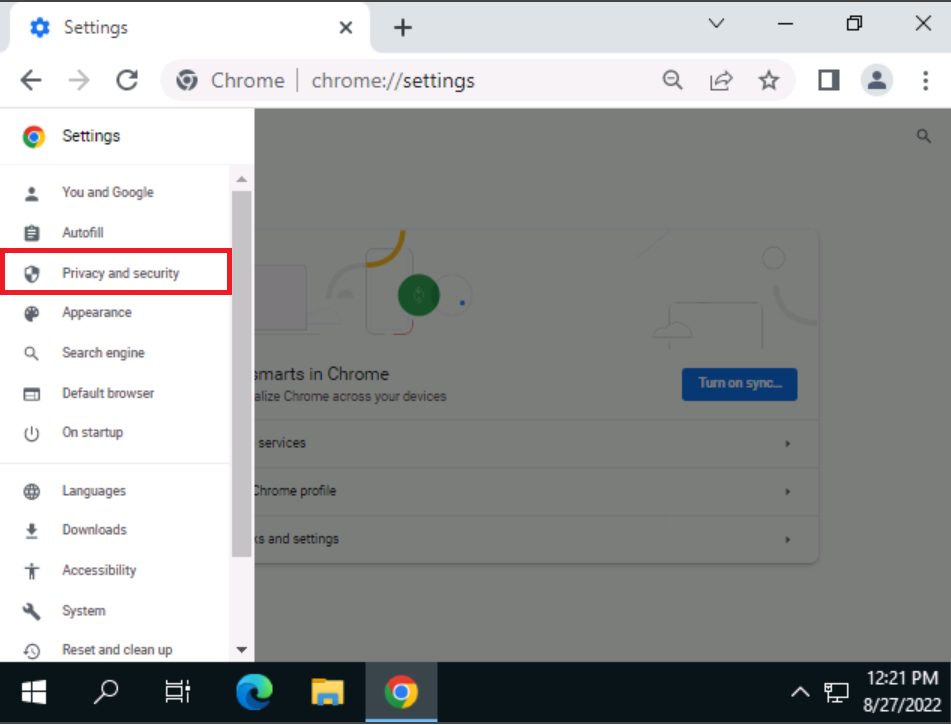 Settings
Chrome | chrome://settings
Settings
You and Google
Autofill
Privacy and security
Appearance
Search engine
Default browser
On startup
Languages
Downloads
Accessibility
System
Reset and clean up
smarts in Chrome
alize Chrome across your devices
Turn on sync...
services
Chrome profile
ks and settings
12:21 PM
8/27/2022